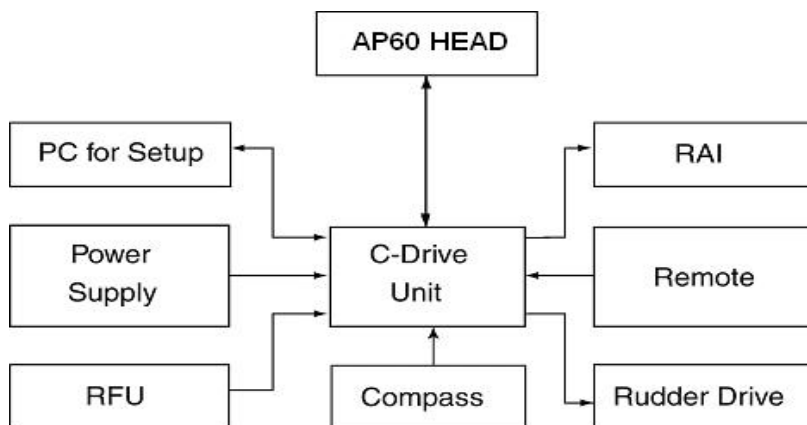 AP60 HEAD
PC for Setup
RAI
Power
Supply
C-Drive
Unit
Remote
RFU
Compass
Rudder Drive